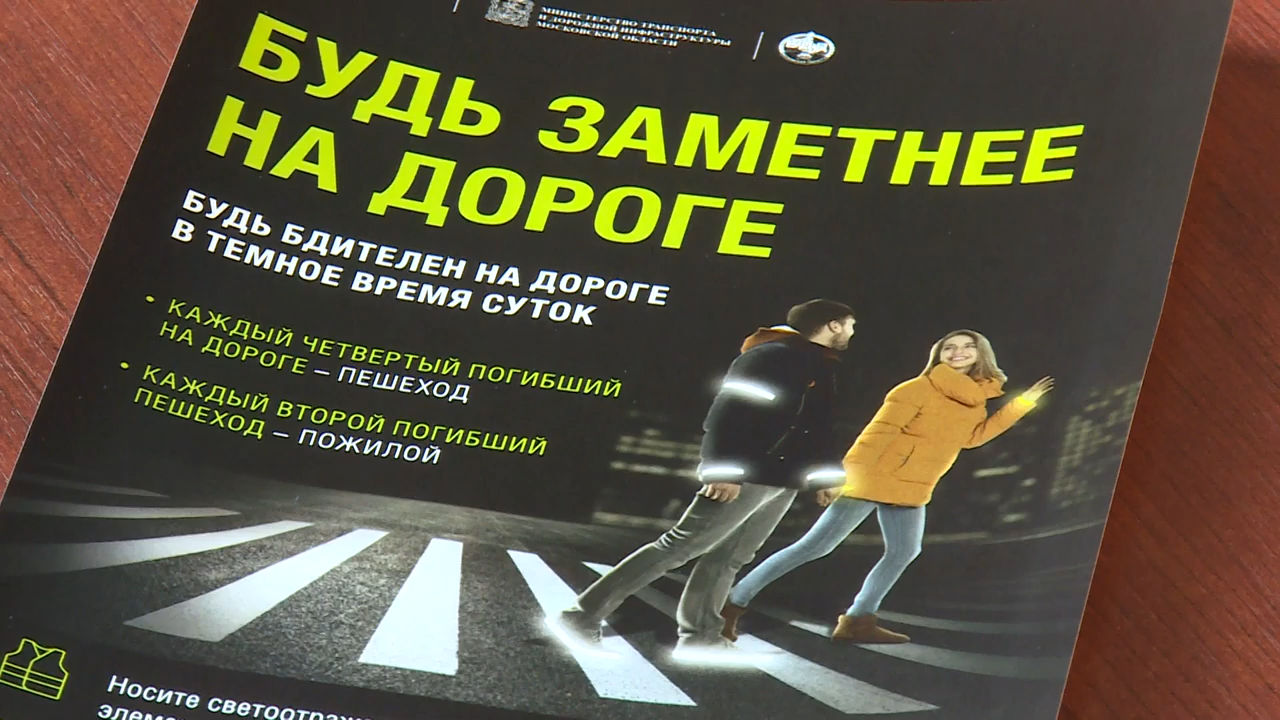 МИНИСТЕРСТВО ТРАНСПОРТА
И ДОРОЖНОЙ ИНФРАСТРУКТУРЫ
МОСКОВСКОЙ ОБЛАСТИ
БУДЬ ЗАМЕТНЕЕ
НА ДОРОГЕ
БУДЬ БДИТЕЛЕН НА ДОРОГЕ
В ТЕМНОЕ ВРЕМЯ СУТОК
• КАЖДЫЙ ЧЕТВЕРТЫЙ ПОГИБШИЙ
НА ДОРОГЕ – ПЕШЕХОД
• КАЖДЫЙ ВТОРОЙ ПОГИБШИЙ
ПЕШЕХОД – ПОЖИЛОЙ
Носите